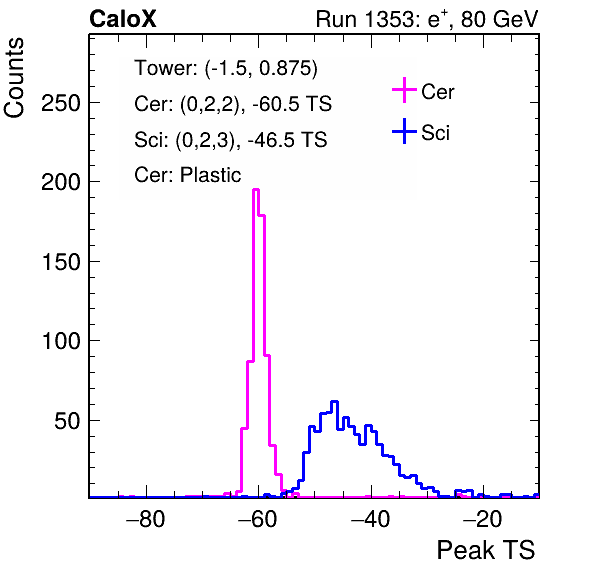 CaloX Run 1353: e⁺, 80 GeV
Counts
Tower: (-1.5, 0.875)
Cer: (0,2,2), -60.5 TS
Sci: (0,2,3), -46.5 TS
Cer: Plastic
Cer
Sci
250
200
150
100
50
−80 −60 −40 −20
Peak TS